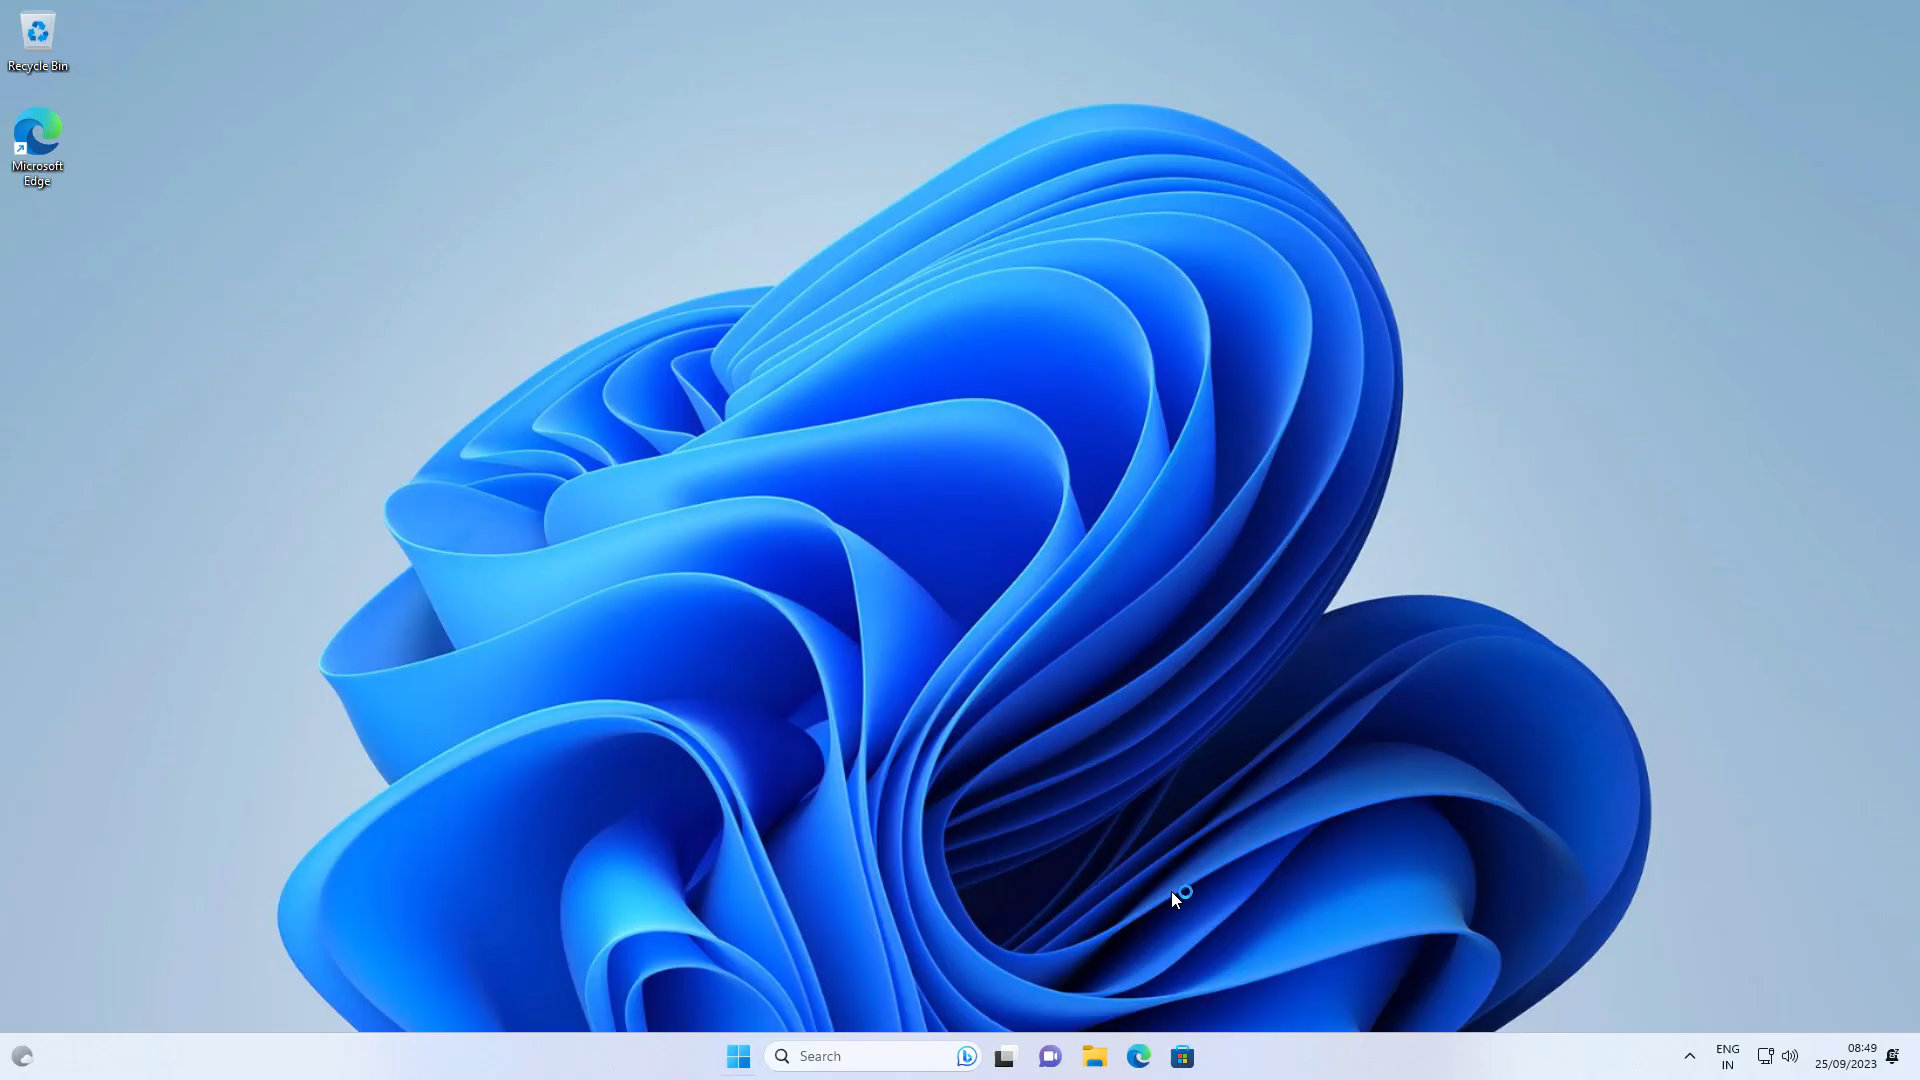 Recycle Bin
Microsoft
Edge
Search
ENG
IN
08:49
25/09/2023